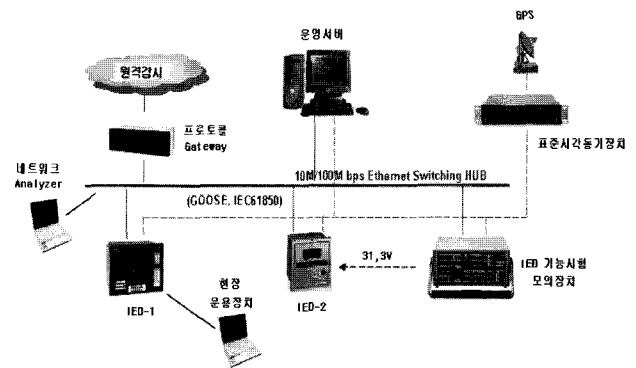 GPS
운영서버
원격감시
프로토콜
Gateway
표준시각동기장치
네트워크
Analyzer
10M/100M bps Ethernet Switching HUB
(GOOSE, IEC61850)
31,3V
IED 기능시험
모의장치
현장
운용장치
IED-1
IED-2